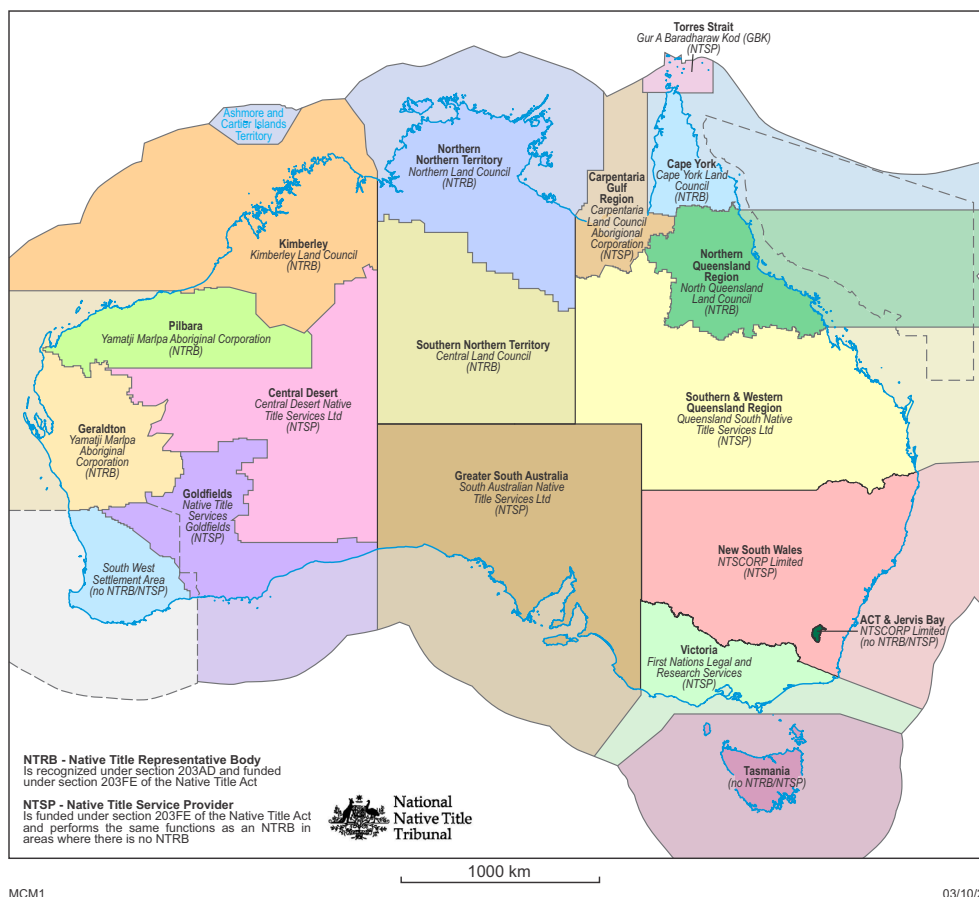 Torres Strait
Gur A Baradharaw Kod (GBK)
(NTSP)
Ashmore and
Cartier Islands
Territory
Northern
Northern Territory
Northern Land Council
(NTRB)
Cape York
Cape York Land
Council
(NTRB)
Carpentaria
Gulf
Region
Carpentaria
Land Council
Aboriginal
Corporation
(NTSP)
Kimberley
Kimberley Land Council
(NTRB)
Northern
Queensland
Region
North Queensland
Land Council
(NTRB)
Pilbara
Yamatji Marlpa Aboriginal Corporation
(NTRB)
Southern Northern Territory
Central Land Council
(NTRB)
Central Desert
Central Desert Native
Title Services Ltd
(NTSP)
Southern & Western
Queensland Region
Queensland South Native
Title Services Ltd
(NTSP)
Geraldton
Yamatji Marlpa
Aboriginal
Corporation
(NTRB)
Greater South Australia
South Australian Native
Title Services Ltd
(NTSP)
Goldfields
Native Title
Services
Goldfields
(NTSP)
South West
Settlement Area
(no NTRB/NTSP)
New South Wales
NTSCORP Limited
(NTSP)
ACT & Jervis Bay
NTSCORP Limited
(no NTRB/NTSP)
Victoria
First Nations Legal and
Research Services
(NTSP)
Tasmania
(no NTRB/NTSP)
NTRB - Native Title Representative Body
Is recognized under section 203AD and funded
under section 203FE of the Native Title Act
NTSP - Native Title Service Provider
Is funded under section 203FE of the Native Title Act
and performs the same functions as an NTRB in
areas where there is no NTRB
National
Native Title
Tribunal
1000 km
MCM1
03/10/2